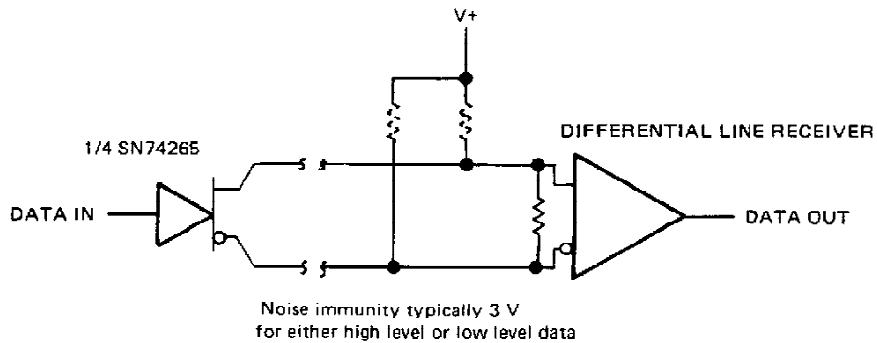 V+
DIFFERENTIAL LINE RECEIVER
1/4 SN74265
DATA IN
DATA OUT
Noise immunity typically 3 V
for either high level or low level data